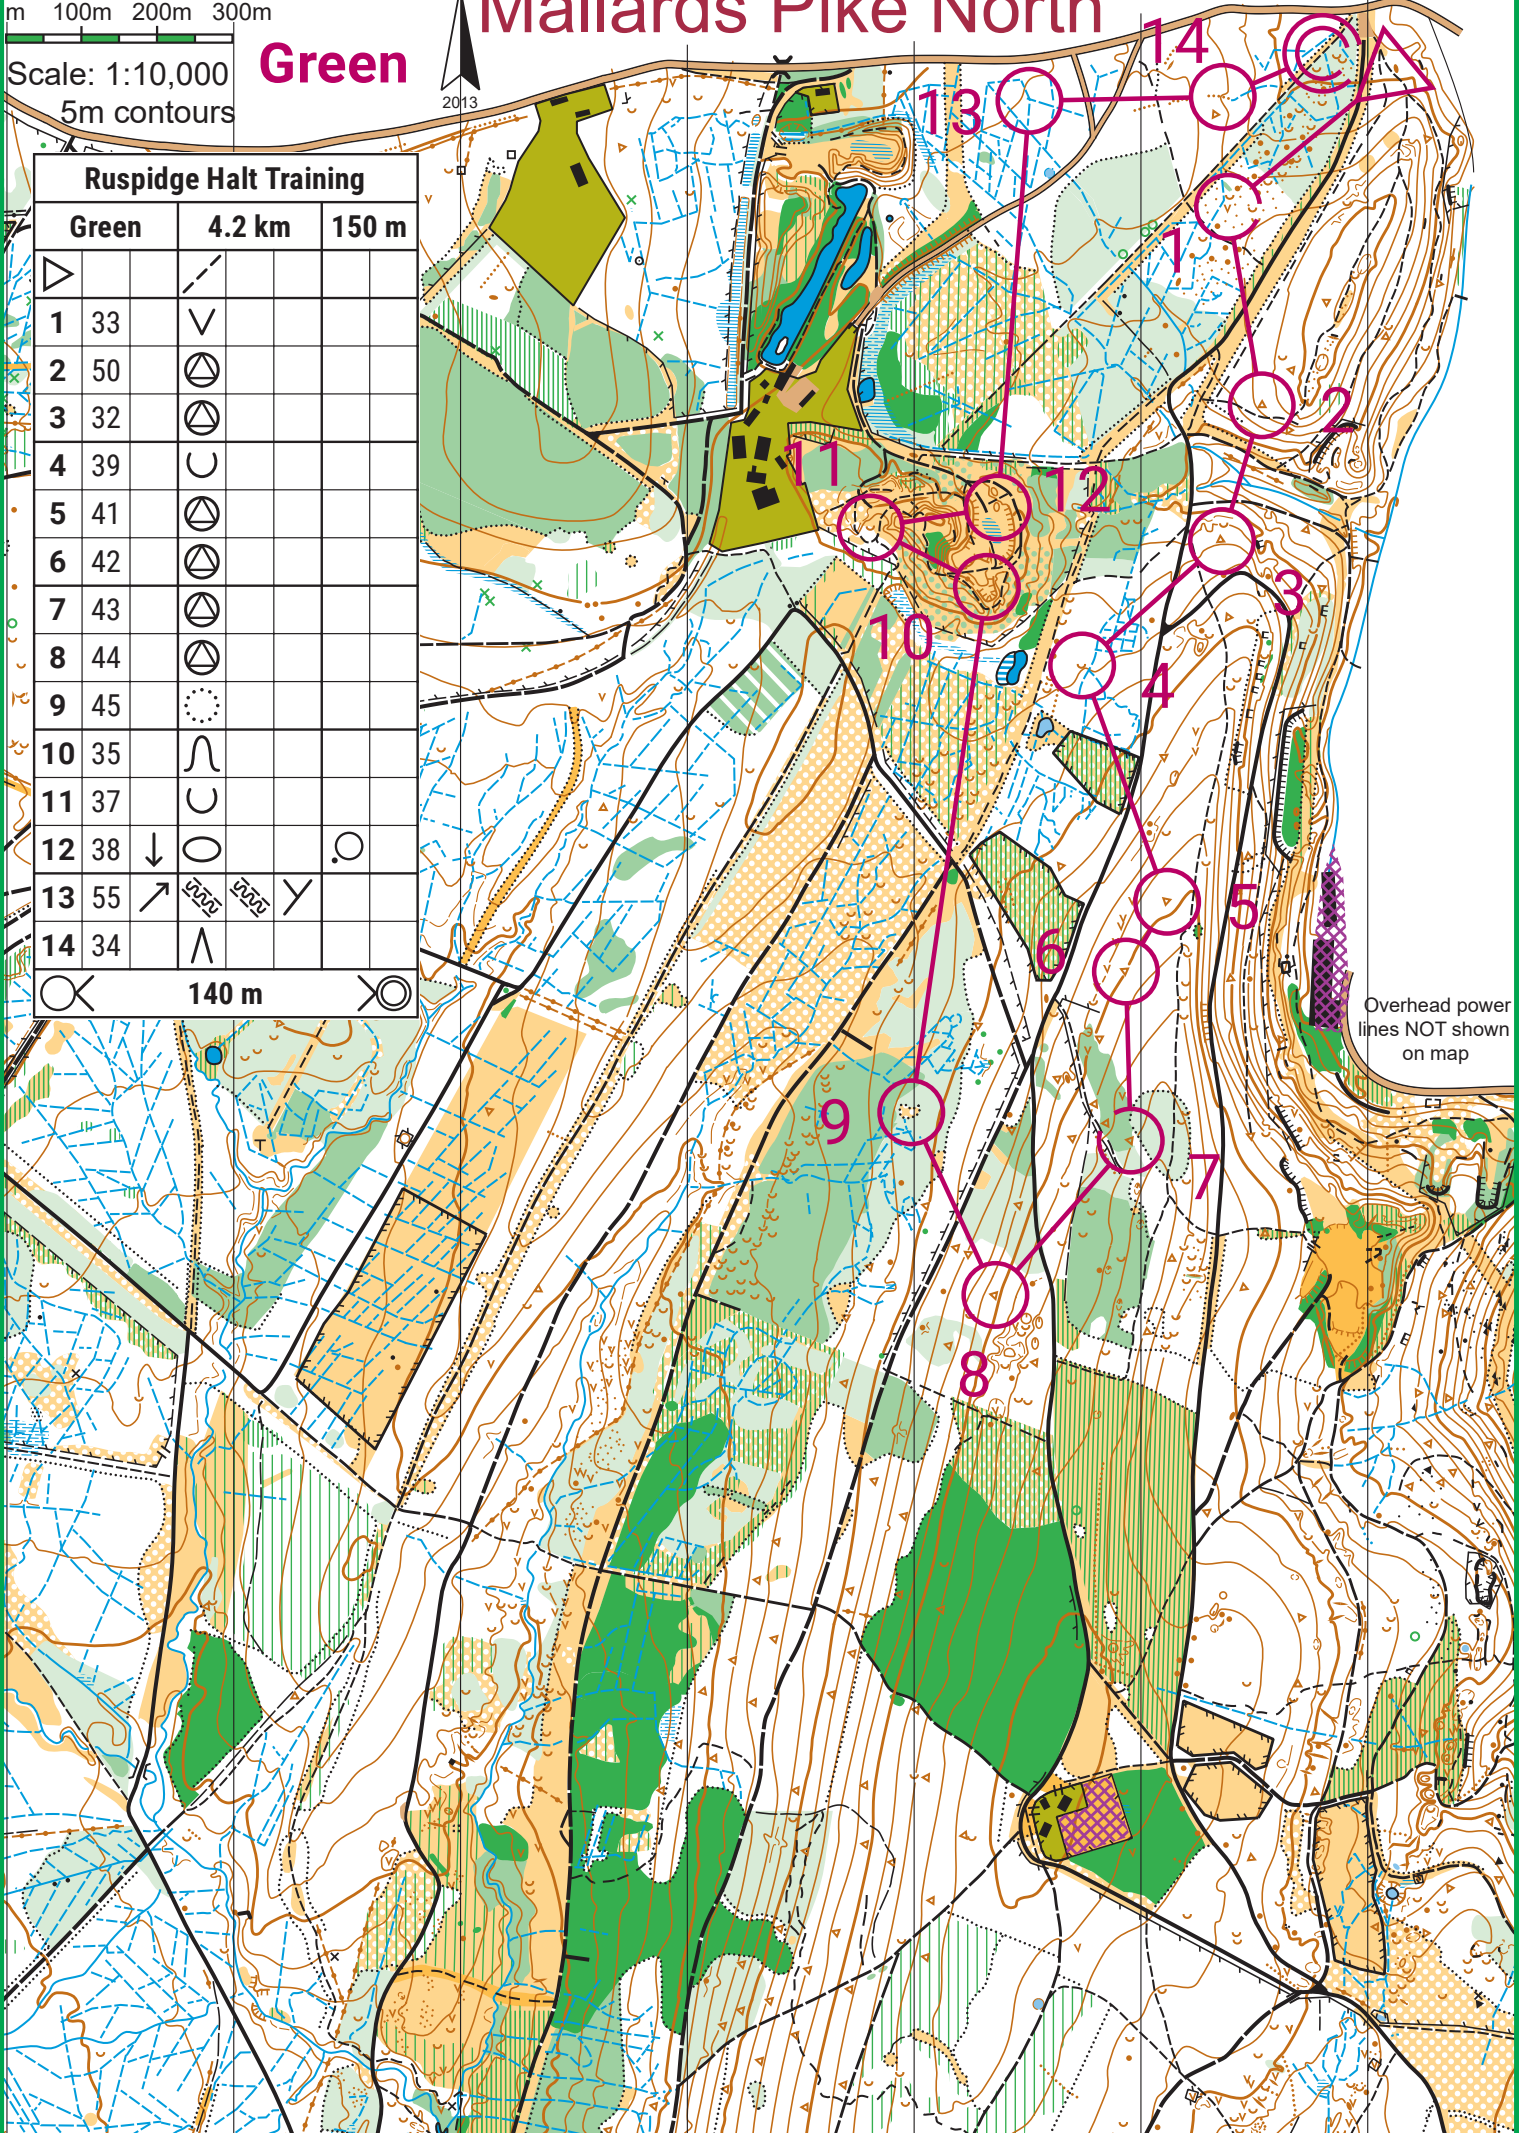 m 100m 200m 300m
Scale: 1:10,000
5m contours
Green
2013
Mallards Pike North
Ruspidge Halt Training
Green 4.2 km 150 m
1 33
2 50
3 32
4 39
5 41
6 42
7 43
8 44
9 45
10 35
11 37
12 38
13 55
14 34
140 m
14
13
1
2
11
12
3
10
4
5
6
9
7
8
Overhead power
lines NOT shown
on map